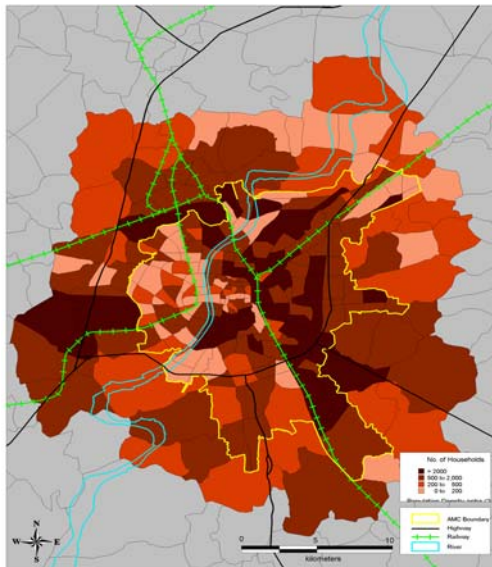 No. of Households
> 2000
500 to 2,000
200 to 500
0 to 200
AMC Boundary
Highway
Railway
River
N
W E
S
0 5 10
kilometers